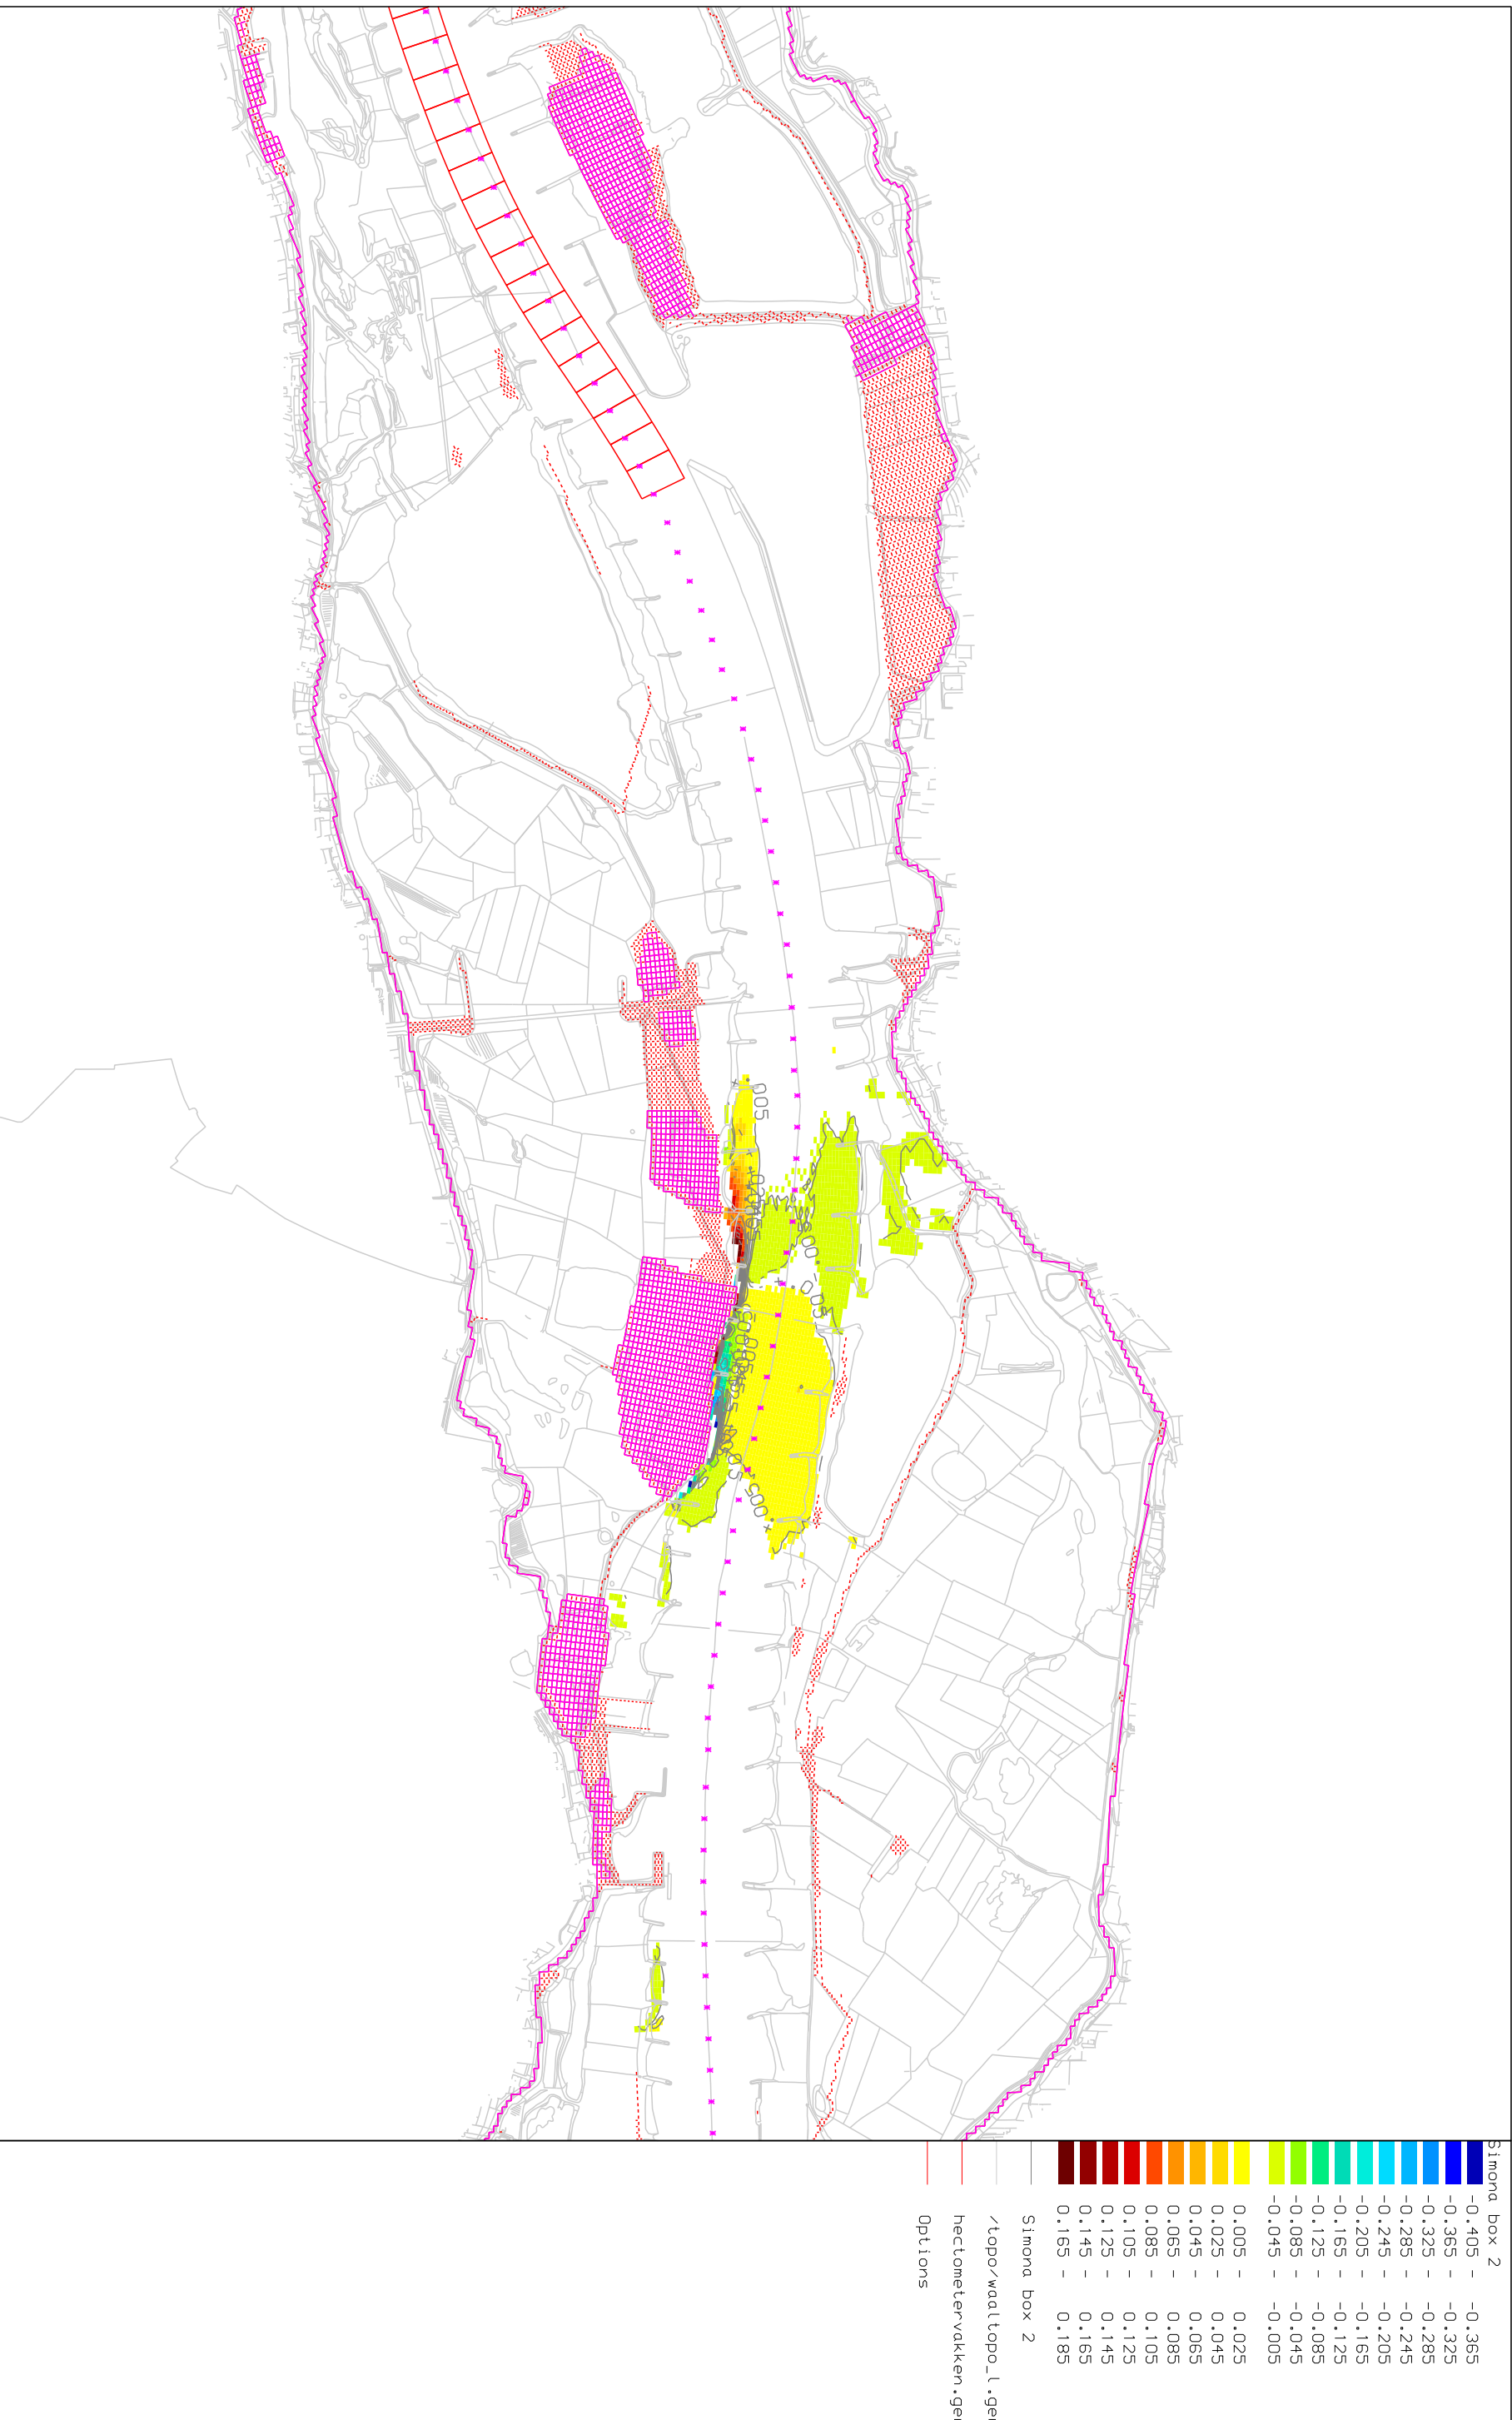 Simona box 2
-0.405 - -0.365
-0.365 - -0.325
-0.325 - -0.285
-0.285 - -0.245
-0.245 - -0.205
-0.205 - -0.165
-0.165 - -0.125
-0.125 - -0.085
-0.085 - -0.045
-0.045 - -0.005
0.005 - 0.025
0.025 - 0.045
0.045 - 0.065
0.065 - 0.085
0.085 - 0.105
0.105 - 0.125
0.125 - 0.145
0.145 - 0.165
0.165 - 0.185
Simona box 2
/topo/waaltopo_l.ge
hectometervakken.ge
Options